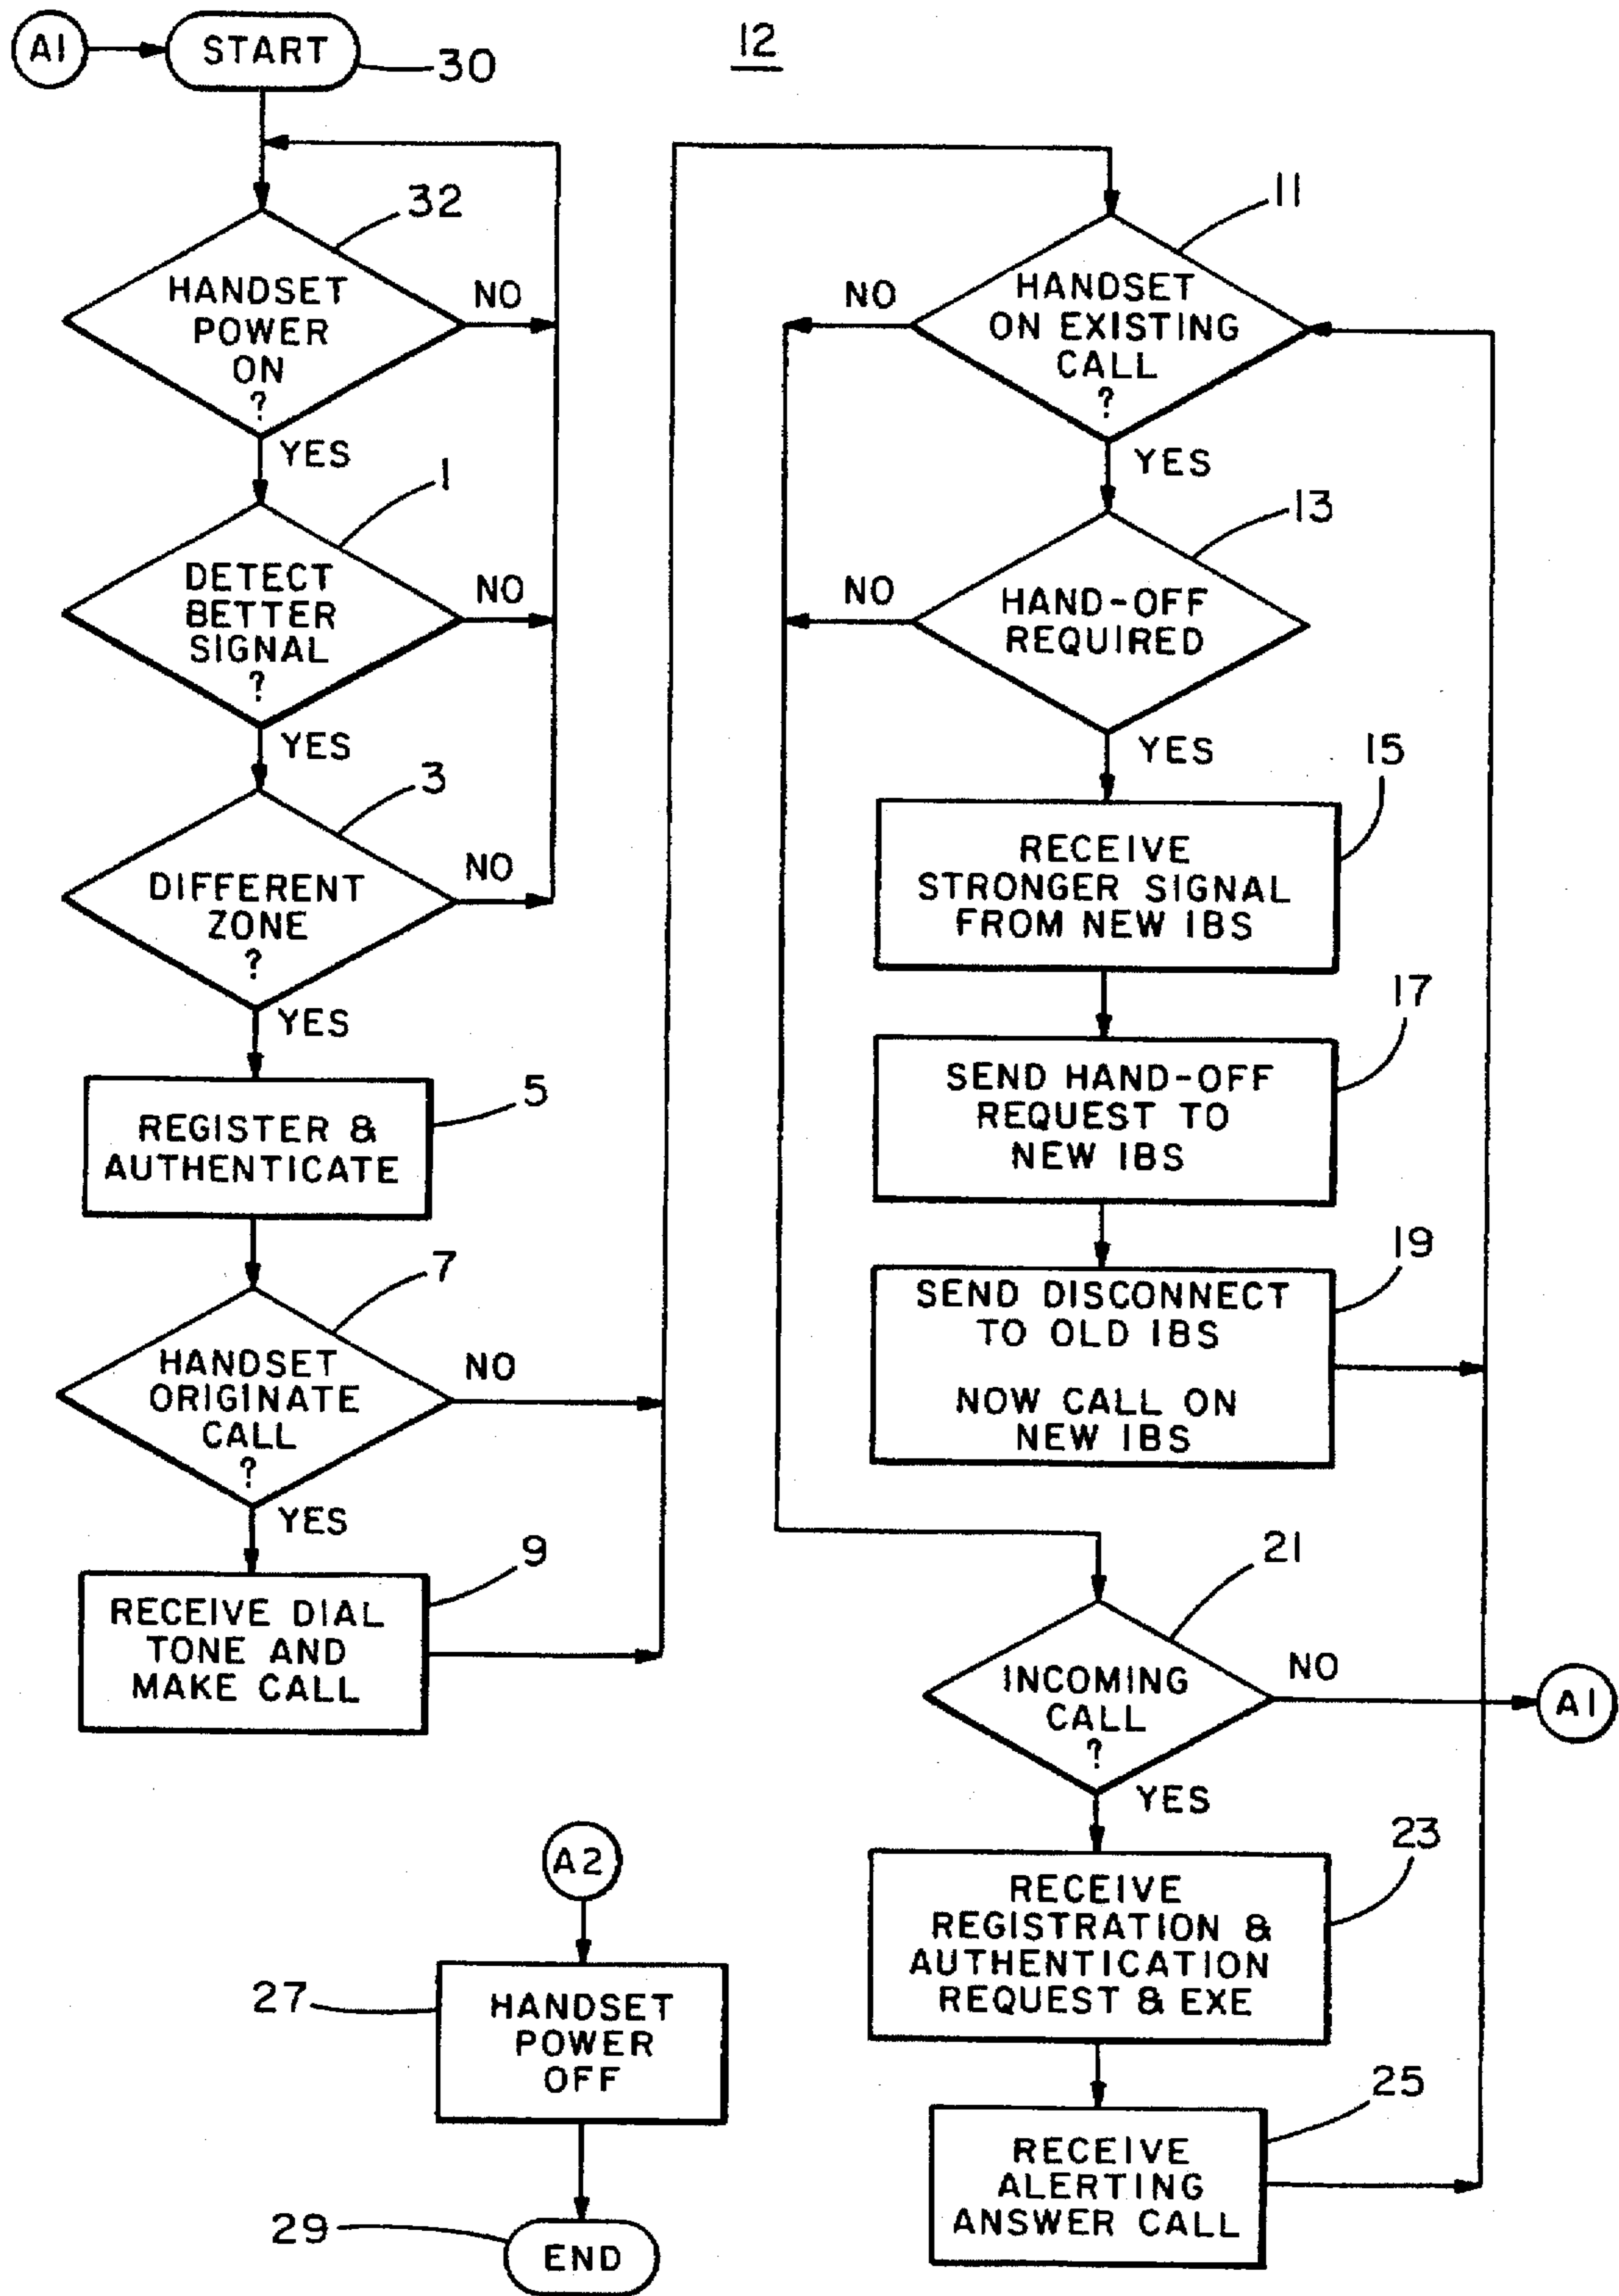 A1
START
30
12
32
HANDSET
POWER
ON
?
NO
YES
1
DETECT
BETTER
SIGNAL
?
NO
YES
3
DIFFERENT
ZONE
?
NO
YES
5
REGISTER &
AUTHENTICATE
7
HANDSET
ORIGINATE
CALL
?
NO
YES
9
RECEIVE DIAL
TONE AND
MAKE CALL
11
HANDSET
ON EXISTING
CALL
?
NO
YES
13
HAND-OFF
REQUIRED
NO
YES
15
RECEIVE
STRONGER SIGNAL
FROM NEW IBS
17
SEND HAND-OFF
REQUEST TO
NEW IBS
19
SEND DISCONNECT
TO OLD IBS
NOW CALL ON
NEW IBS
21
INCOMING
CALL
?
NO
A1
YES
23
RECEIVE
REGISTRATION &
AUTHENTICATION
REQUEST & EXE
25
RECEIVE
ALERTING
ANSWER CALL
A2
27
HANDSET
POWER
OFF
29
END